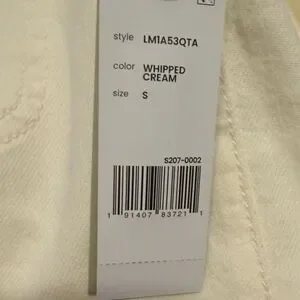 style LM1A53QTA
color WHIPPED
CREAM
size S
S207-0002
1 91407 83721 1